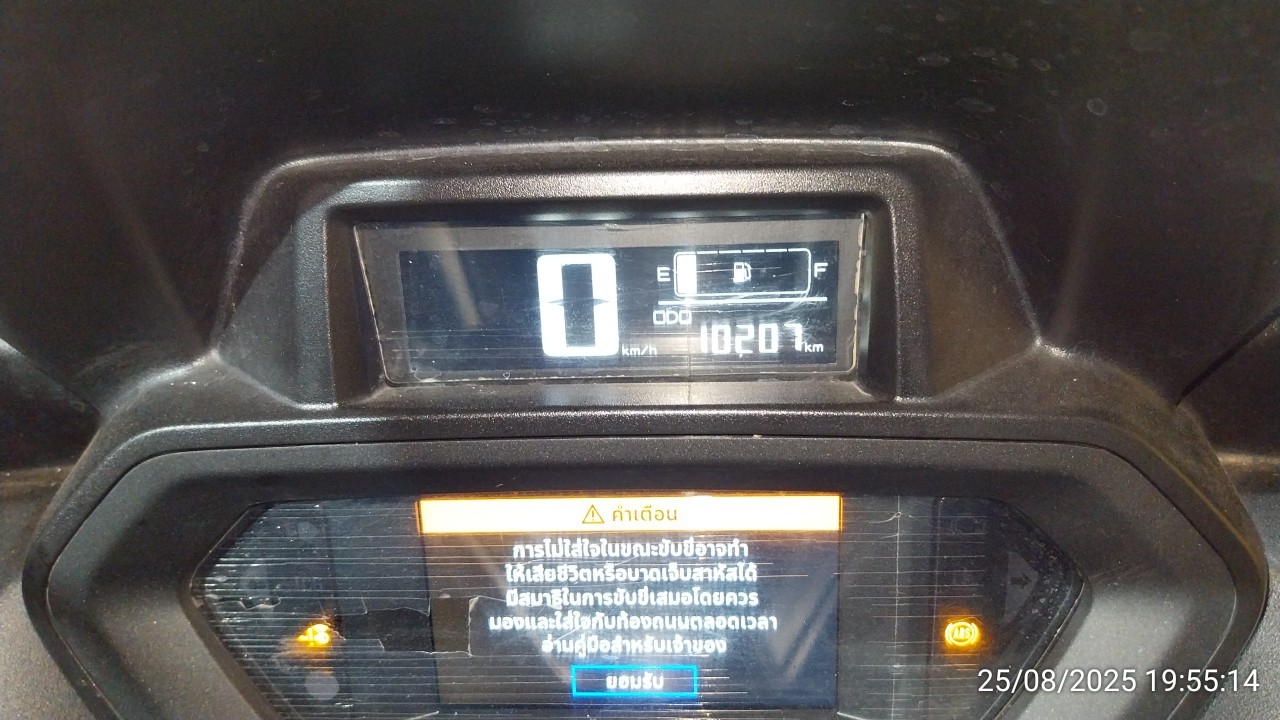 0 km/h
E F
ODO
10207 km
คำเตือน
การไม่ใส่ใจในขณะขับขี่อาจทำ
ให้เสียชีวิตหรือบาดเจ็บสาหัสได้
มีสมาธิในการขับขี่เสมอโดยควร
มองและใส่ใจกับท้องถนนตลอดเวลา
อ่านคู่มือสำหรับเจ้าของ
ยอมรับ
ABS
25/08/2025 19:55:14